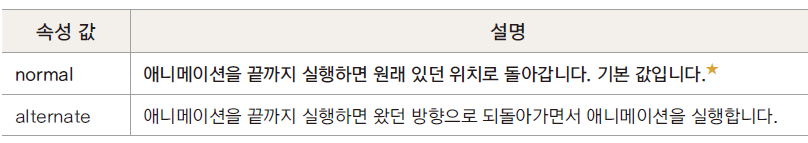 속성 값 설명
normal 애니메이션을 끝까지 실행하면 원래 있던 위치로 돌아갑니다. 기본 값입니다.★
alternate 애니메이션을 끝까지 실행하면 왔던 방향으로 되돌아가면서 애니메이션을 실행합니다.